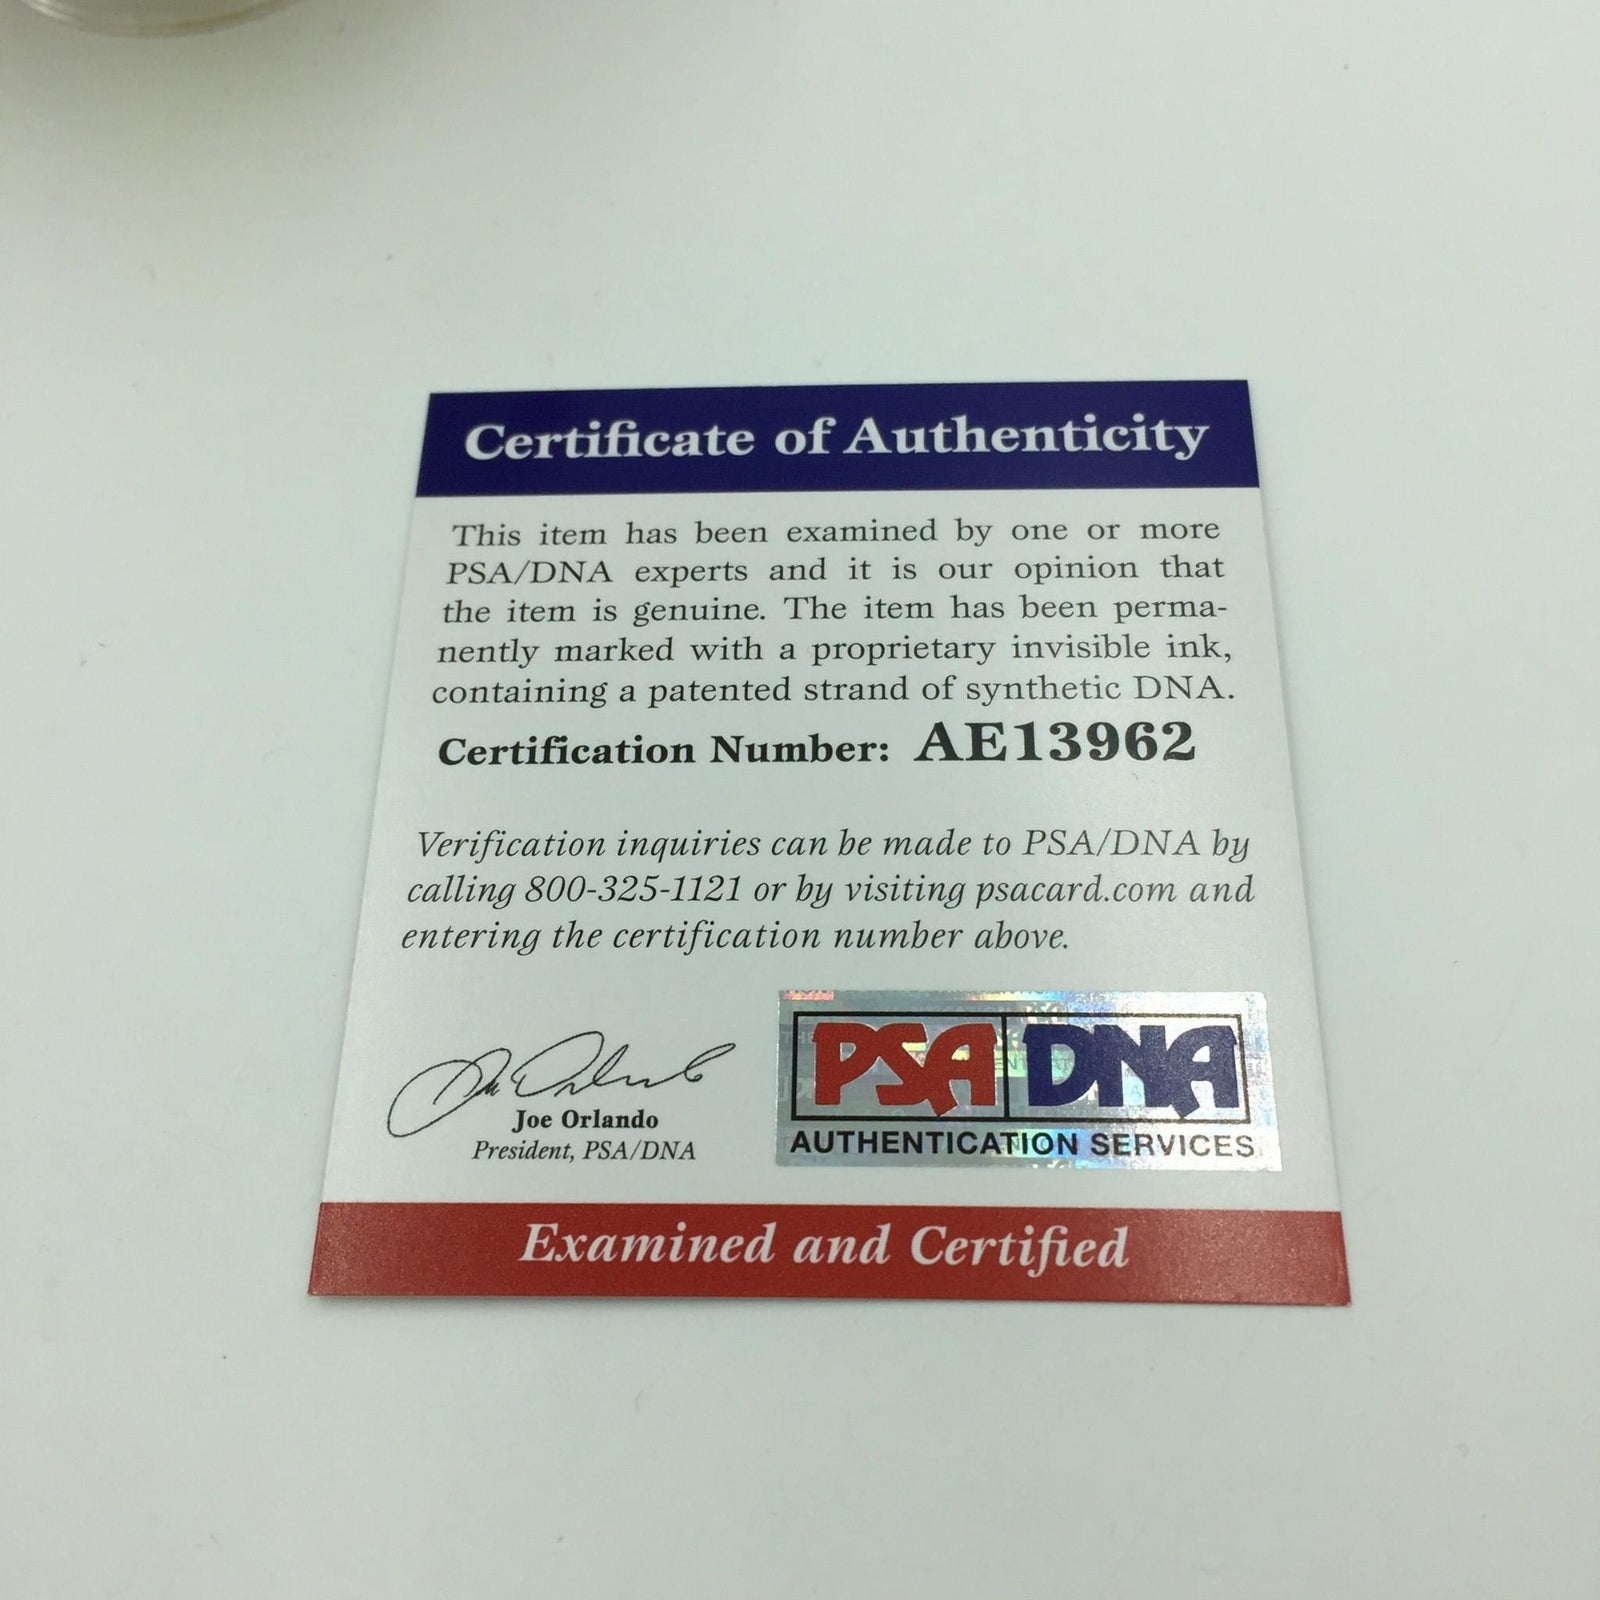 Certificate of Authenticity
This item has been examined by one or more
PSA/DNA experts and it is our opinion that
the item is genuine. The item has been perma-
nently marked with a proprietary invisible ink,
containing a patented strand of synthetic DNA.
Certification Number: AE13962
Verification inquiries can be made to PSA/DNA by
calling 800-325-1121 or by visiting psacard.com and
entering the certification number above.
Joe Orlando
President, PSA/DNA
PSA DNA
AUTHENTICATION SERVICES
Examined and Certified